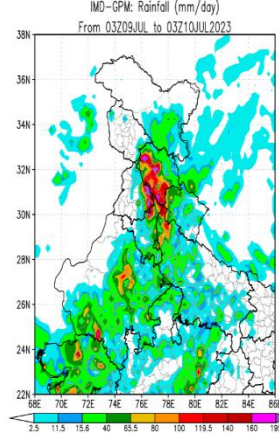 IMD-GPM: Rainfall (mm/day)
From 03Z09JUL to 03Z10JUL2023
38N
36N
34N
32N
30N
28N
26N
24N
22N
68E 70E 72E 74E 76E 78E 80E 82E 84E 86E
2.5 11.5 15.6 40 65.5 80 100 119.5 140 160 195